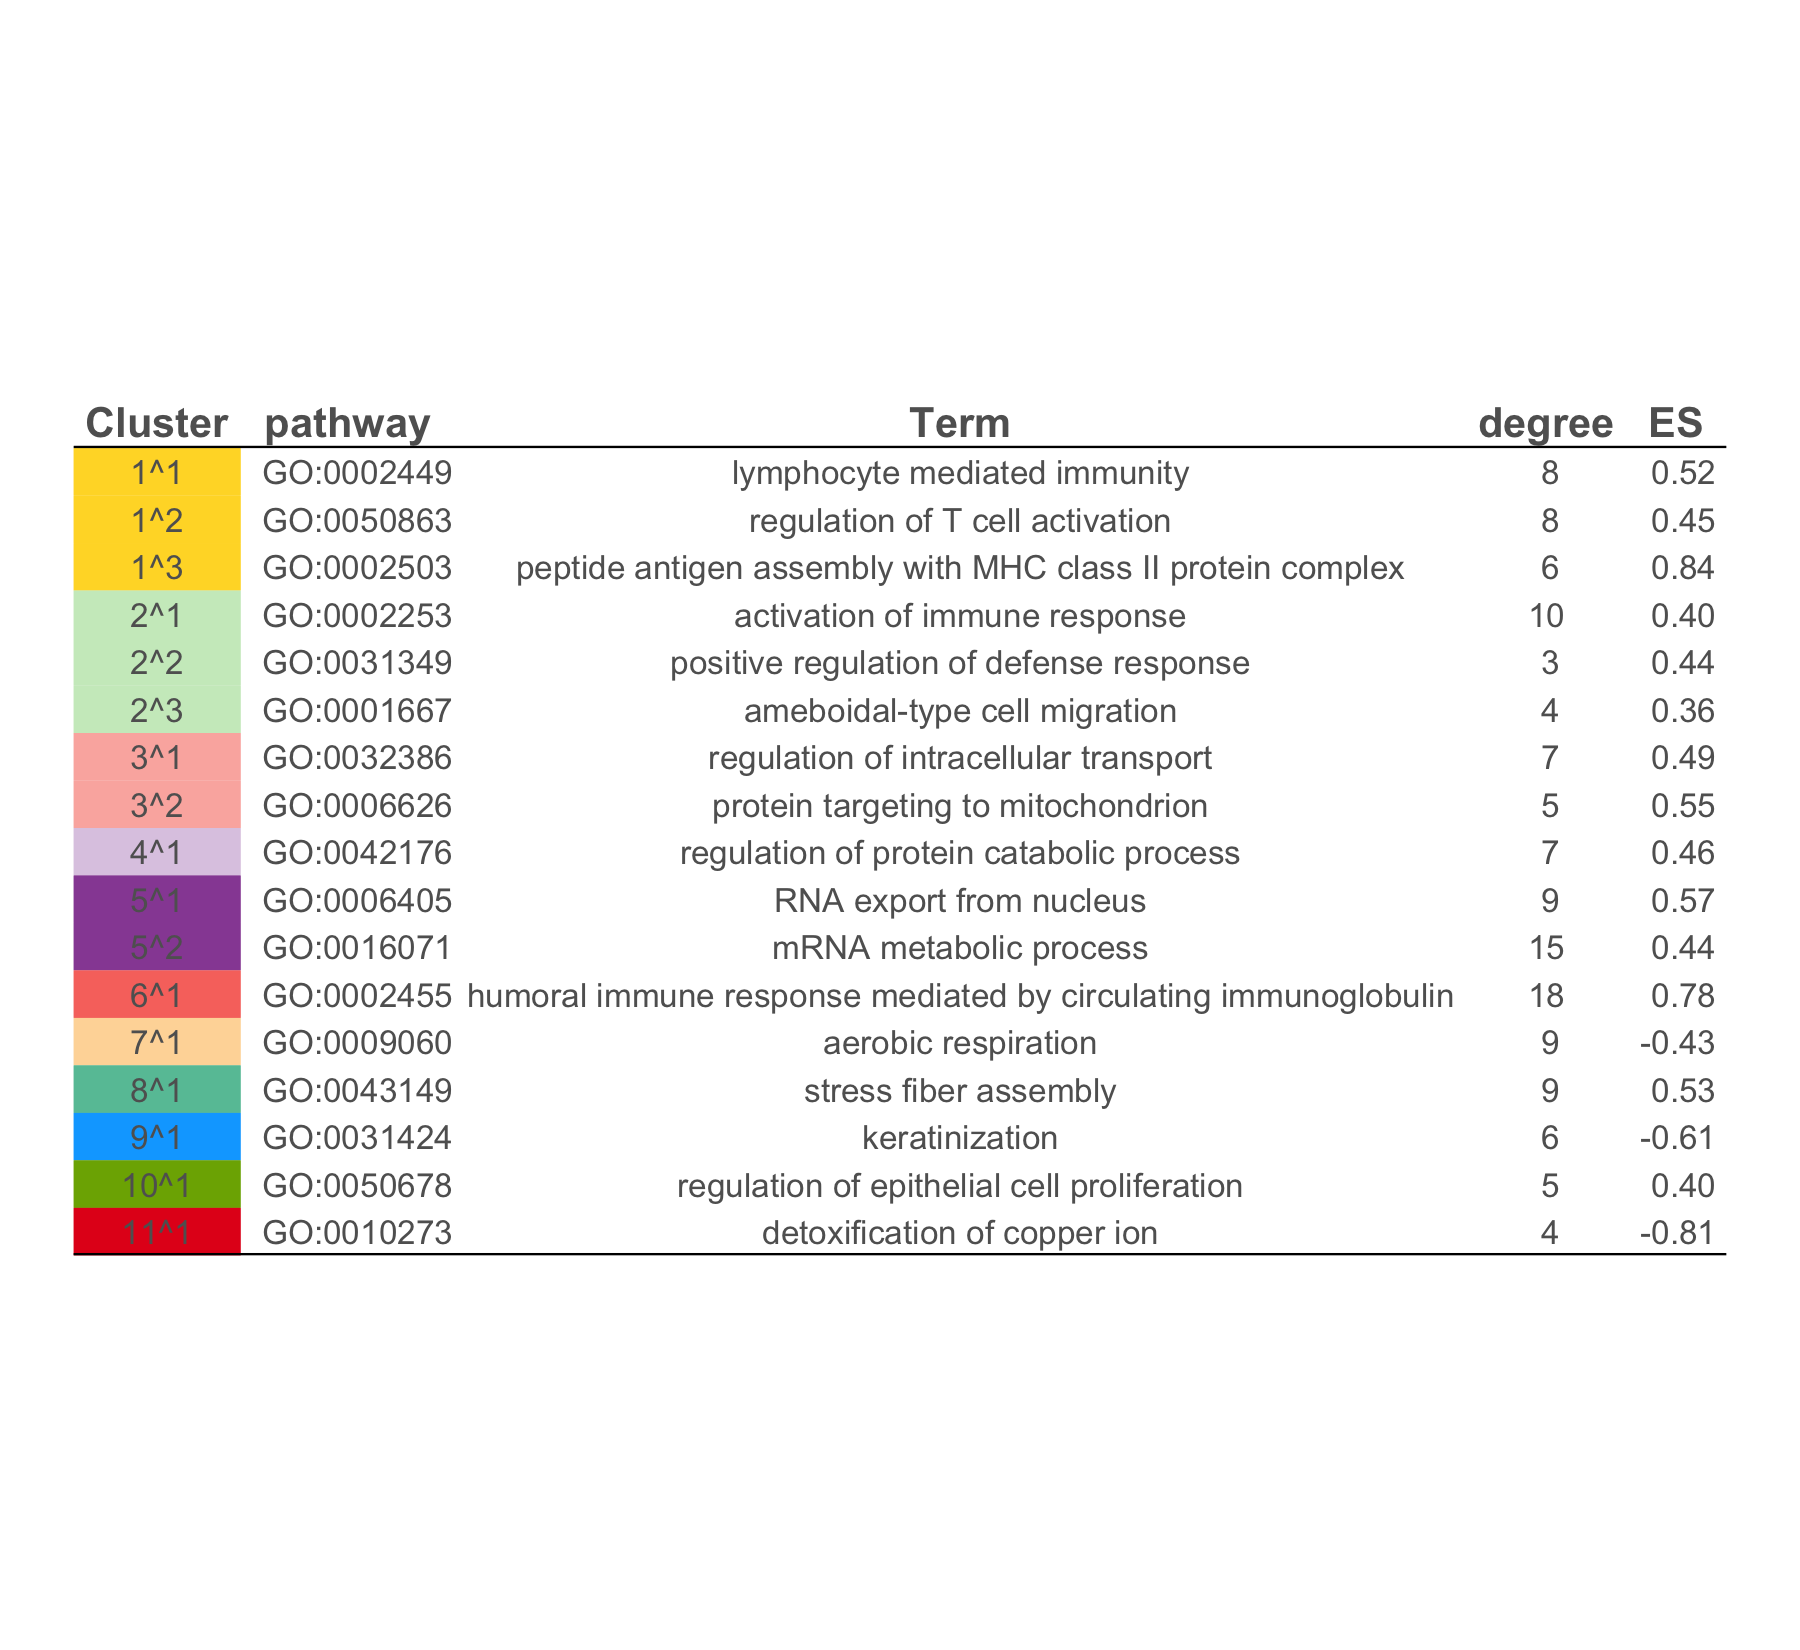 Cluster pathway Term degree ES
1^1 GO:0002449 lymphocyte mediated immunity 8 0.52
1^2 GO:0050863 regulation of T cell activation 8 0.45
1^3 GO:0002503 peptide antigen assembly with MHC class II protein complex 6 0.84
2^1 GO:0002253 activation of immune response 10 0.40
2^2 GO:0031349 positive regulation of defense response 3 0.44
2^3 GO:0001667 ameboidal-type cell migration 4 0.36
3^1 GO:0032386 regulation of intracellular transport 7 0.49
3^2 GO:0006626 protein targeting to mitochondrion 5 0.55
4^1 GO:0042176 regulation of protein catabolic process 7 0.46
5^1 GO:0006405 RNA export from nucleus 9 0.57
5^2 GO:0016071 mRNA metabolic process 15 0.44
6^1 GO:0002455 humoral immune response mediated by circulating immunoglobulin 18 0.78
7^1 GO:0009060 aerobic respiration 9 -0.43
8^1 GO:0043149 stress fiber assembly 9 0.53
9^1 GO:0031424 keratinization 6 -0.61
10^1 GO:0050678 regulation of epithelial cell proliferation 5 0.40
11^1 GO:0010273 detoxification of copper ion 4 -0.81